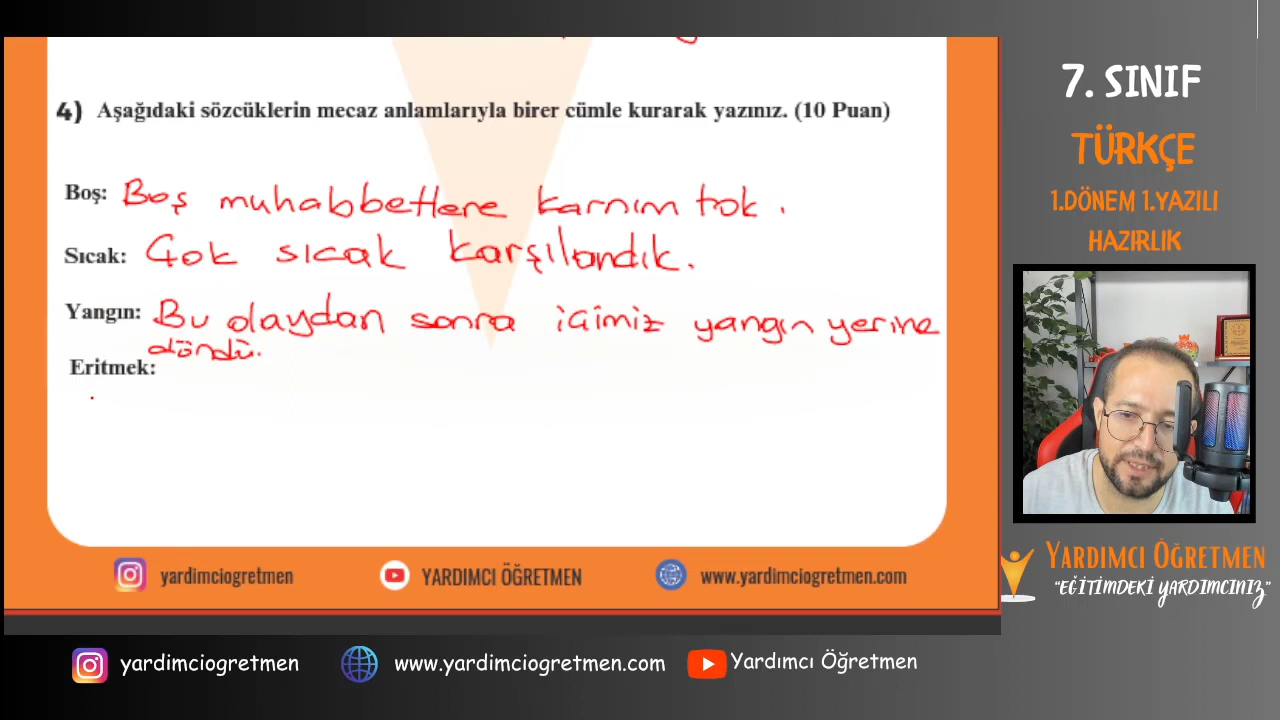 4) Aşağıdaki sözcüklerin mecaz anlamlarıyla birer cümle kurarak yazınız. (10 Puan)
Boş: Boş muhabbetlere karnım tok.
Sıcak: Çok sıcak karşılandık.
Yangın: Bu olaydan sonra içimiz yangın yerine
döndü.
Eritmek:
yardimciogretmen
YARDIMCI ÖĞRETMEN
www.yardimciogretmen.com
yardimciogretmen
www.yardimciogretmen.com
Yardımcı Öğretmen
7. SINIF
TÜRKÇE
1.DÖNEM 1.YAZILI
HAZIRLIK
YARDIMCI ÖĞRETMEN
"EĞİTİMDEKİ YARDIMCINIZ"